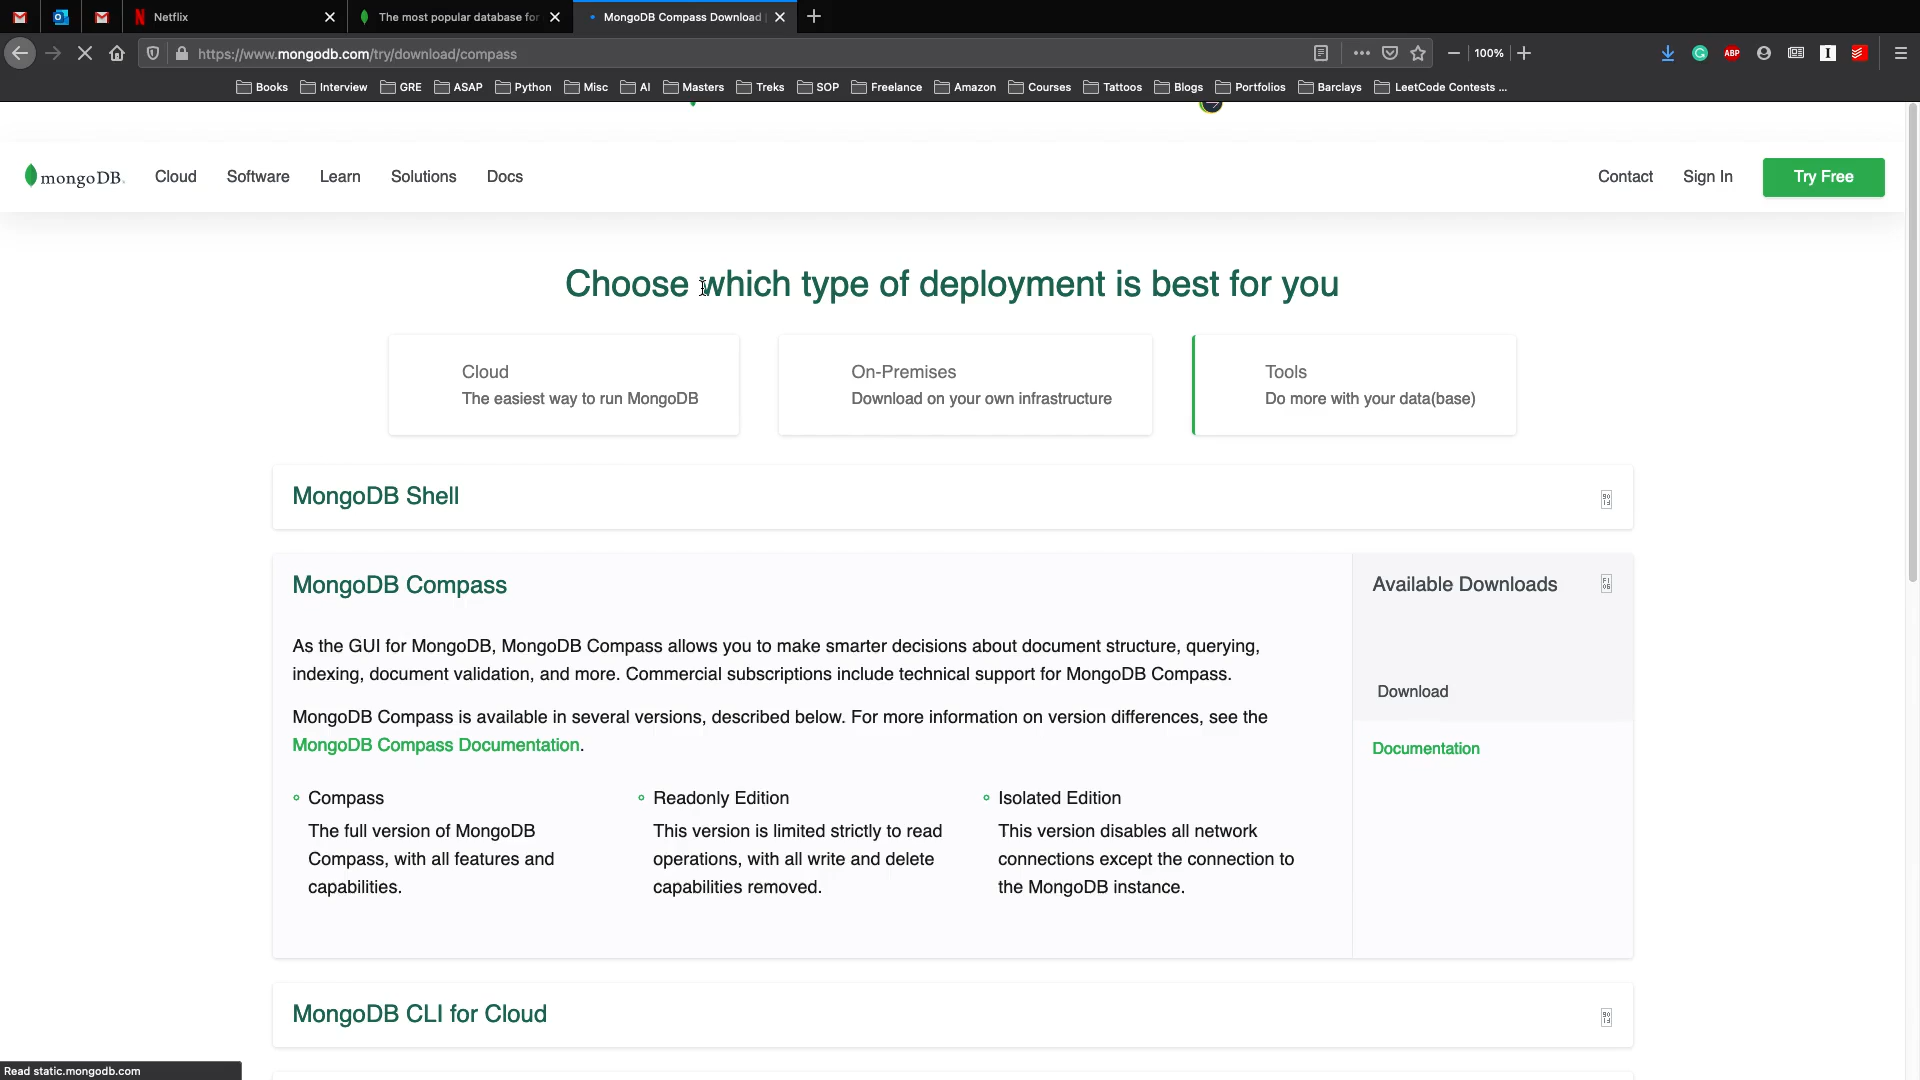 Netflix
The most popular database for
MongoDB Compass Download
https://www.mongodb.com/try/download/compass
100%
ABP
Books Interview GRE ASAP Python Misc AI Masters Treks SOP Freelance Amazon Courses Tattoos Blogs Portfolios Barclays LeetCode Contests ...
mongoDB. Cloud Software Learn Solutions Docs Contact Sign In Try Free
Choose which type of deployment is best for you
Cloud
The easiest way to run MongoDB
On-Premises
Download on your own infrastructure
Tools
Do more with your data(base)
MongoDB Shell
MongoDB Compass
As the GUI for MongoDB, MongoDB Compass allows you to make smarter decisions about document structure, querying,
indexing, document validation, and more. Commercial subscriptions include technical support for MongoDB Compass.
MongoDB Compass is available in several versions, described below. For more information on version differences, see the
MongoDB Compass Documentation.
Compass
The full version of MongoDB
Compass, with all features and
capabilities.
Readonly Edition
This version is limited strictly to read
operations, with all write and delete
capabilities removed.
Isolated Edition
This version disables all network
connections except the connection to
the MongoDB instance.
Available Downloads
Download
Documentation
MongoDB CLI for Cloud
Read static.mongodb.com